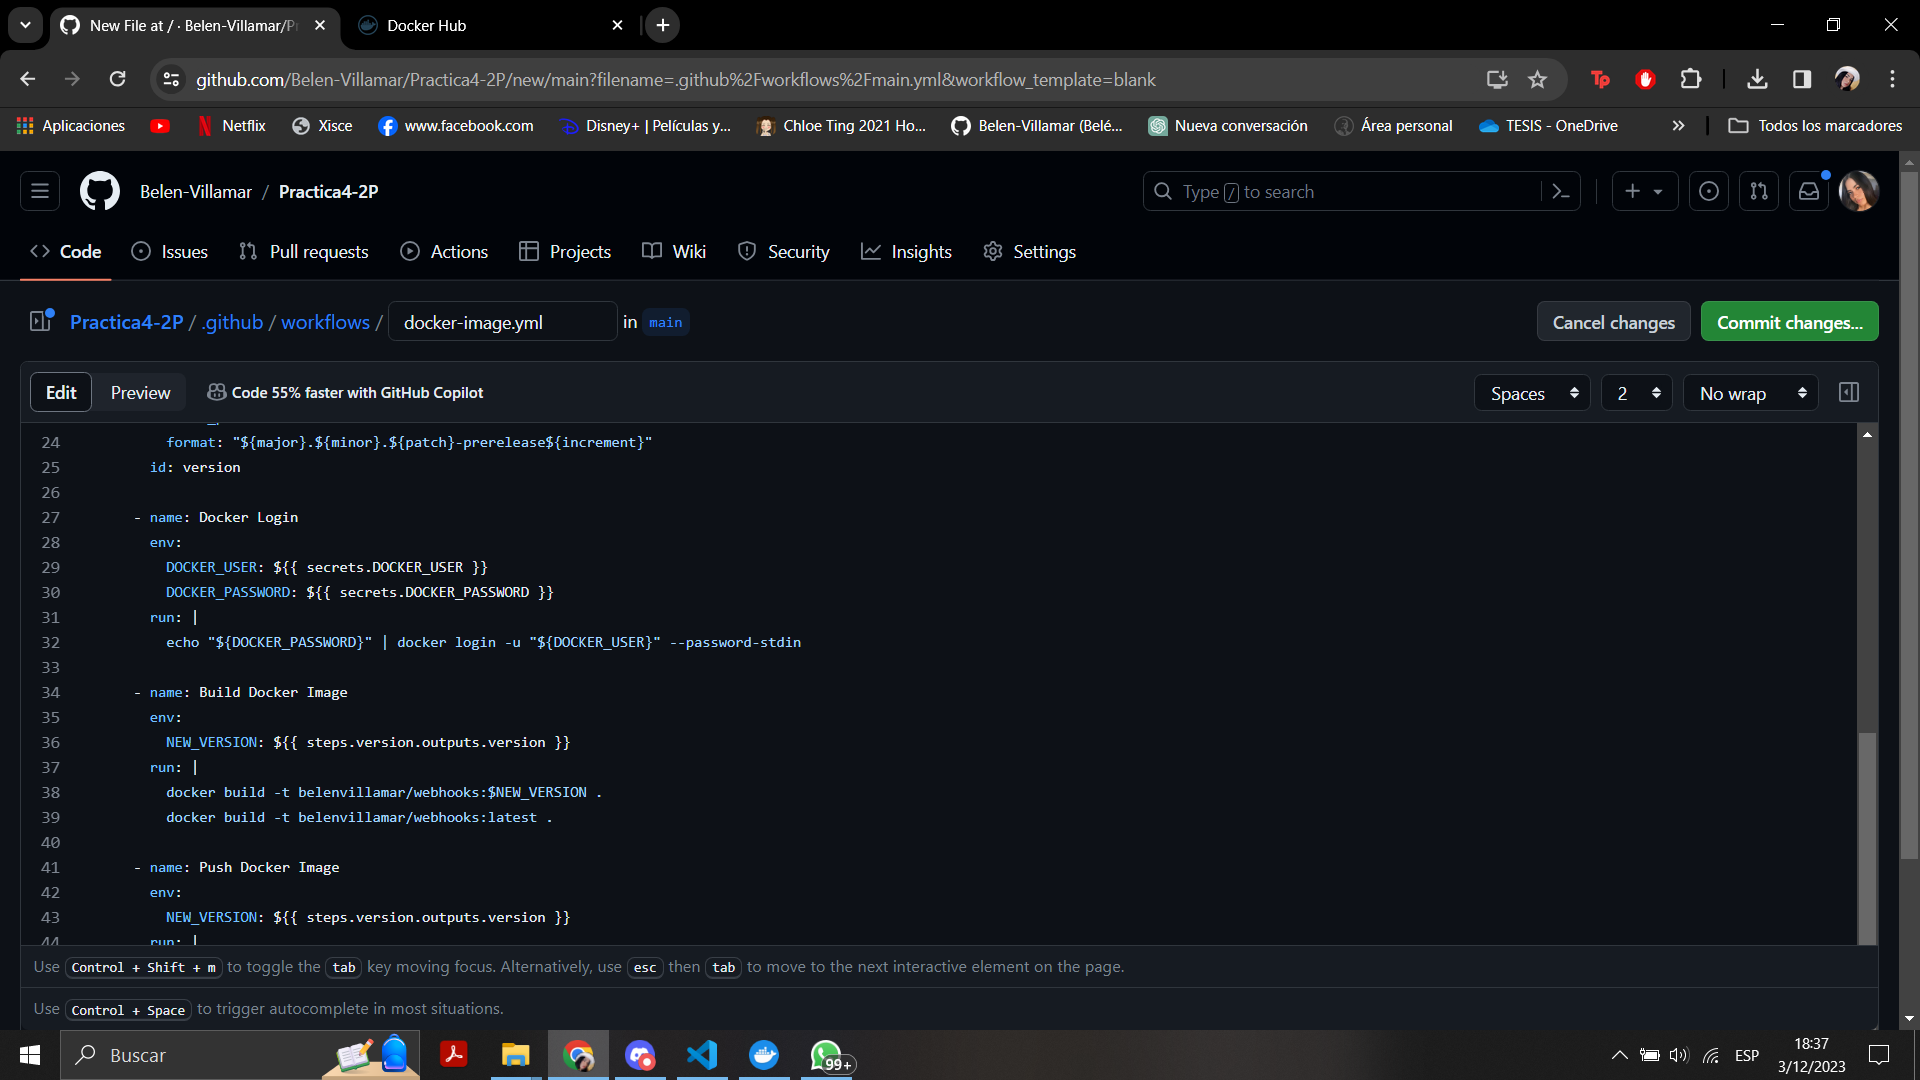 New File at / · Belen-Villamar/Pr
Docker Hub
github.com/Belen-Villamar/Practica4-2P/new/main?filename=.github%2Fworkflows%2Fmain.yml&workflow_template=blank
Aplicaciones
Netflix
Xisce
www.facebook.com
Disney+ | Películas y...
Chloe Ting 2021 Ho...
Belen-Villamar (Belé...
Nueva conversación
Área personal
TESIS - OneDrive
Todos los marcadores
Belen-Villamar / Practica4-2P
Type / to search
Code
Issues
Pull requests
Actions
Projects
Wiki
Security
Insights
Settings
Practica4-2P / .github / workflows / docker-image.yml in main
Cancel changes
Commit changes...
Edit
Preview
Code 55% faster with GitHub Copilot
Spaces
2
No wrap
24 format: "${major}.${minor}.${patch}-prerelease${increment}"
25 id: version
26
27 - name: Docker Login
28 env:
29 DOCKER_USER: ${{ secrets.DOCKER_USER }}
30 DOCKER_PASSWORD: ${{ secrets.DOCKER_PASSWORD }}
31 run: |
32 echo "${DOCKER_PASSWORD}" | docker login -u "${DOCKER_USER}" --password-stdin
33
34 - name: Build Docker Image
35 env:
36 NEW_VERSION: ${{ steps.version.outputs.version }}
37 run: |
38 docker build -t belenvillamar/webhooks:$NEW_VERSION .
39 docker build -t belenvillamar/webhooks:latest .
40
41 - name: Push Docker Image
42 env:
43 NEW_VERSION: ${{ steps.version.outputs.version }}
44 run: |
Use Control + Shift + m to toggle the tab key moving focus. Alternatively, use esc then tab to move to the next interactive element on the page.
Use Control + Space to trigger autocomplete in most situations.
Buscar
99+
ESP
18:37
3/12/2023